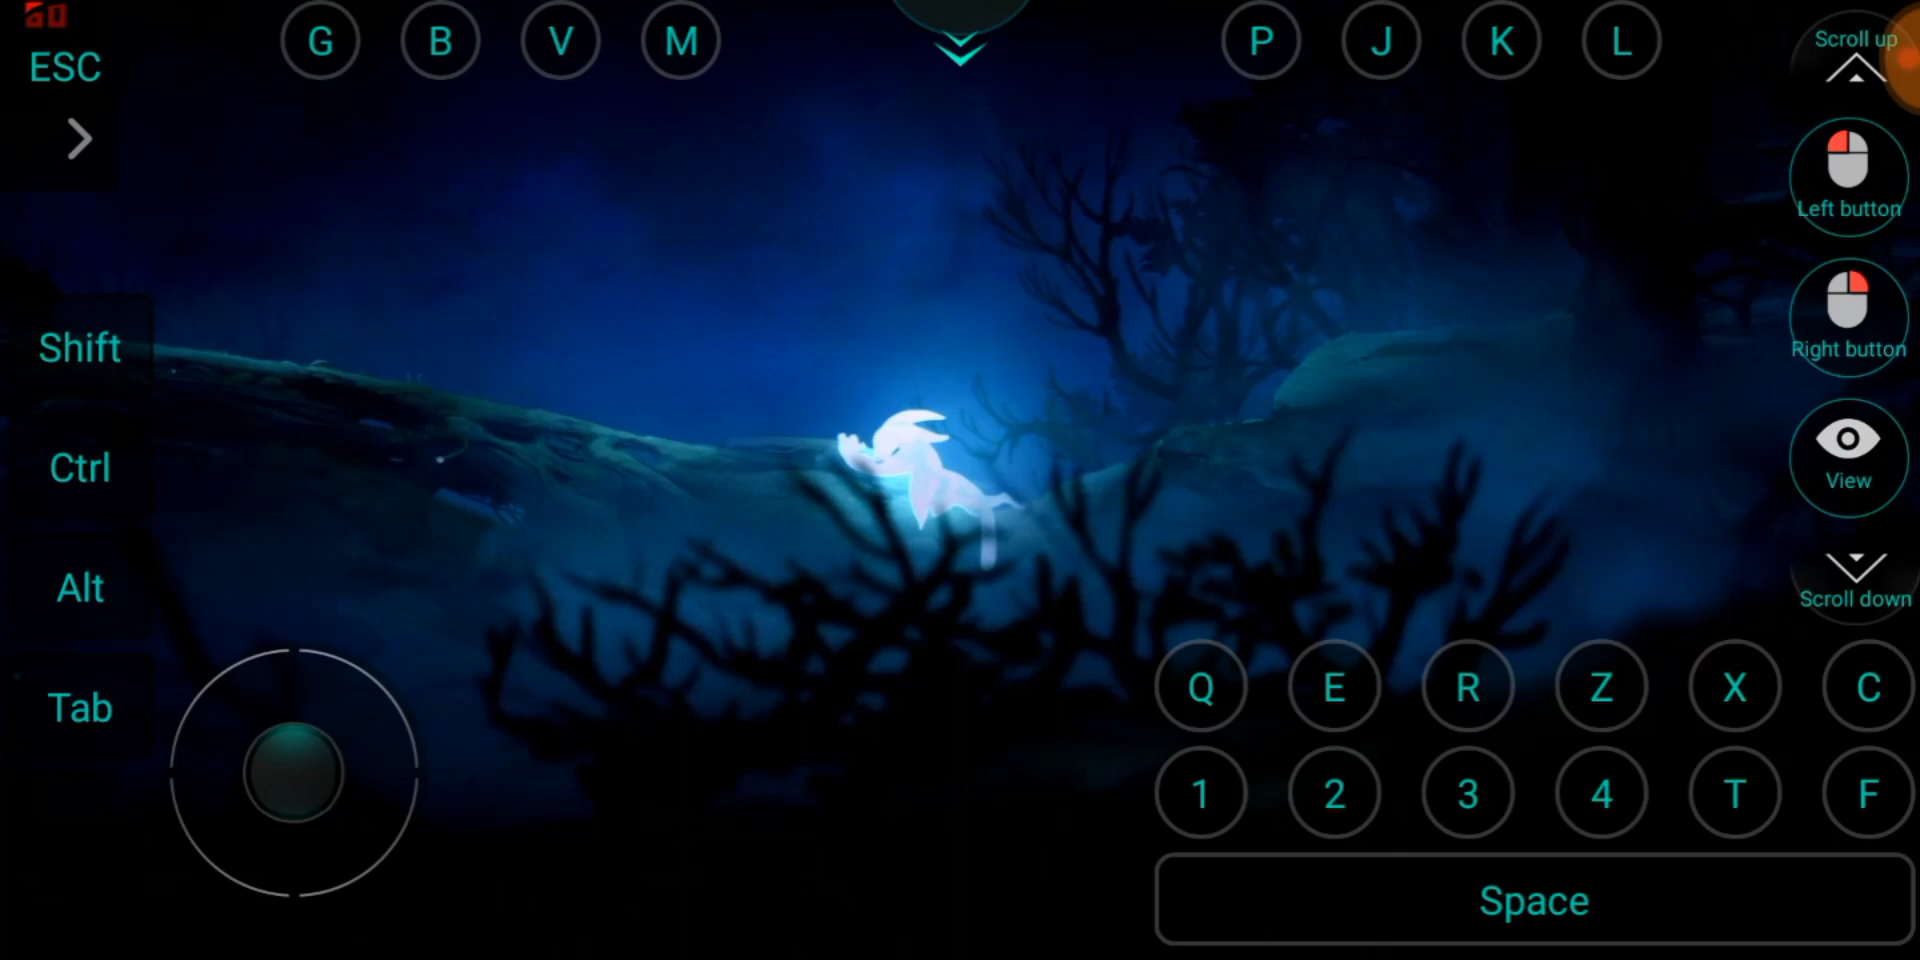 60
ESC
G B V M
P J K L
Scroll up
Left button
Right button
View
Scroll down
Shift
Ctrl
Alt
Tab
Q E R Z X C
1 2 3 4 T F
Space